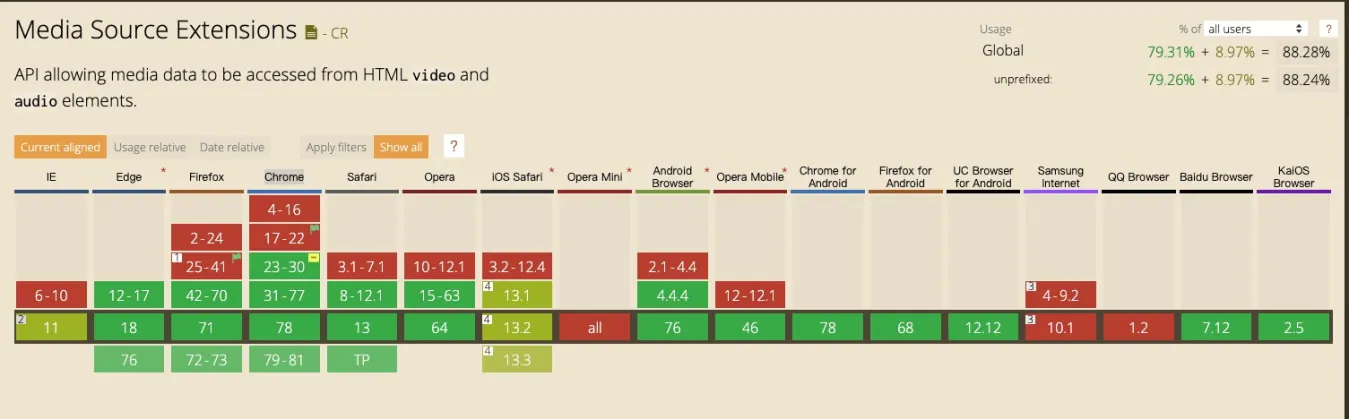 Media Source Extensions - CR
Usage % of all users ?
Global 79.31% + 8.97% = 88.28%
unprefixed: 79.26% + 8.97% = 88.24%
API allowing media data to be accessed from HTML video and
audio elements.
Current aligned Usage relative Date relative Apply filters Show all ?
IE Edge * Firefox Chrome Safari Opera iOS Safari * Opera Mini * Android Browser * Opera Mobile * Chrome for Android Firefox for Android UC Browser for Android Samsung Internet QQ Browser Baidu Browser KaiOS Browser
4-16
2-24 17-22
1 25-41 23-30 3.1-7.1 10-12.1 3.2-12.4 2.1-4.4
6-10 12-17 42-70 31-77 8-12.1 15-63 4 13.1 4.4.4 12-12.1 3 4-9.2
2 11 18 71 78 13 64 4 13.2 all 76 46 78 68 12.12 3 10.1 1.2 7.12 2.5
76 72-73 79-81 TP 4 13.3